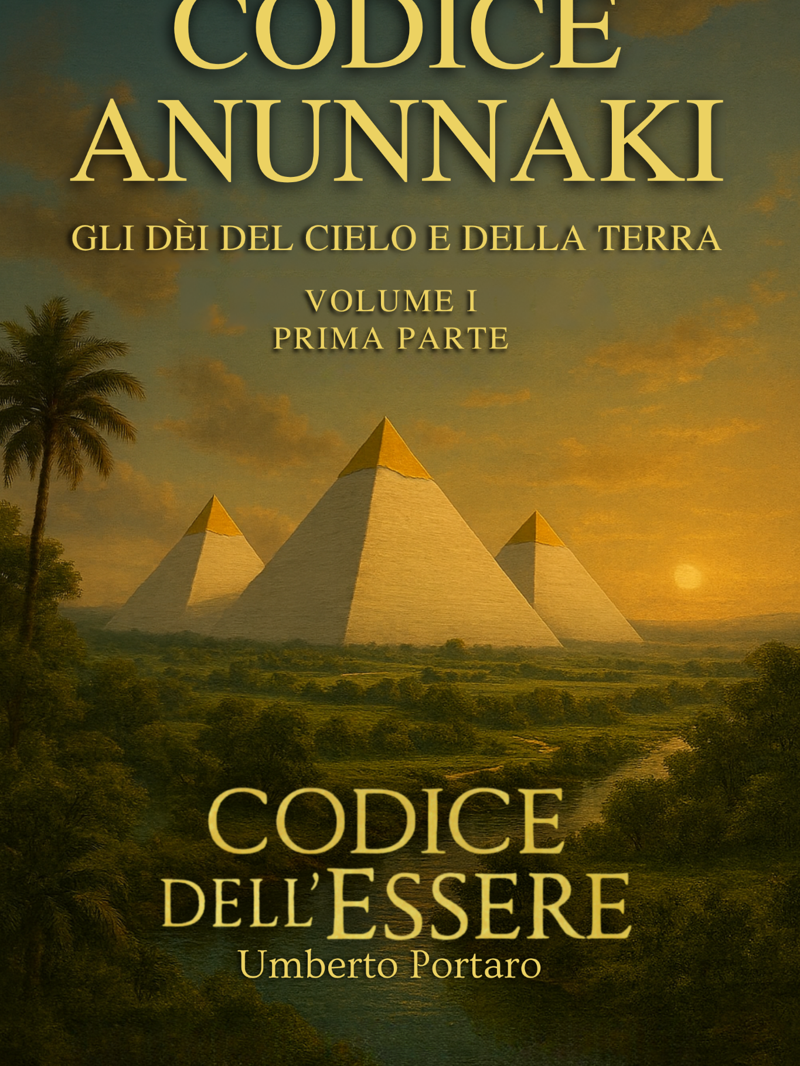 CODICE
ANUNNAKI
GLI DÈI DEL CIELO E DELLA TERRA
VOLUME I
PRIMA PARTE
CODICE
DELL'ESSERE
Umberto Portaro